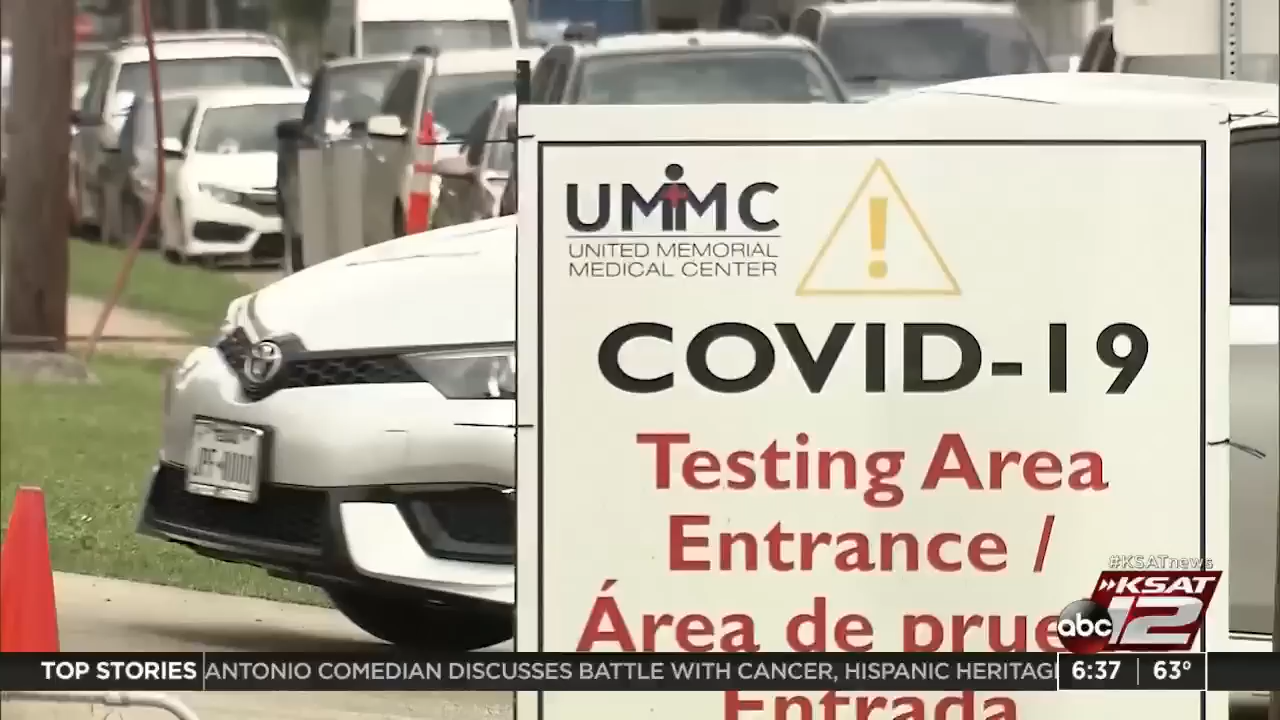 UMMC
UNITED MEMORIAL
MEDICAL CENTER
!
COVID-19
Testing Area
Entrance /
Área de prue
Entrada
#KSATnews
KSAT
abc 12
TOP STORIES ANTONIO COMEDIAN DISCUSSES BATTLE WITH CANCER, HISPANIC HERITAG 6:37 63°